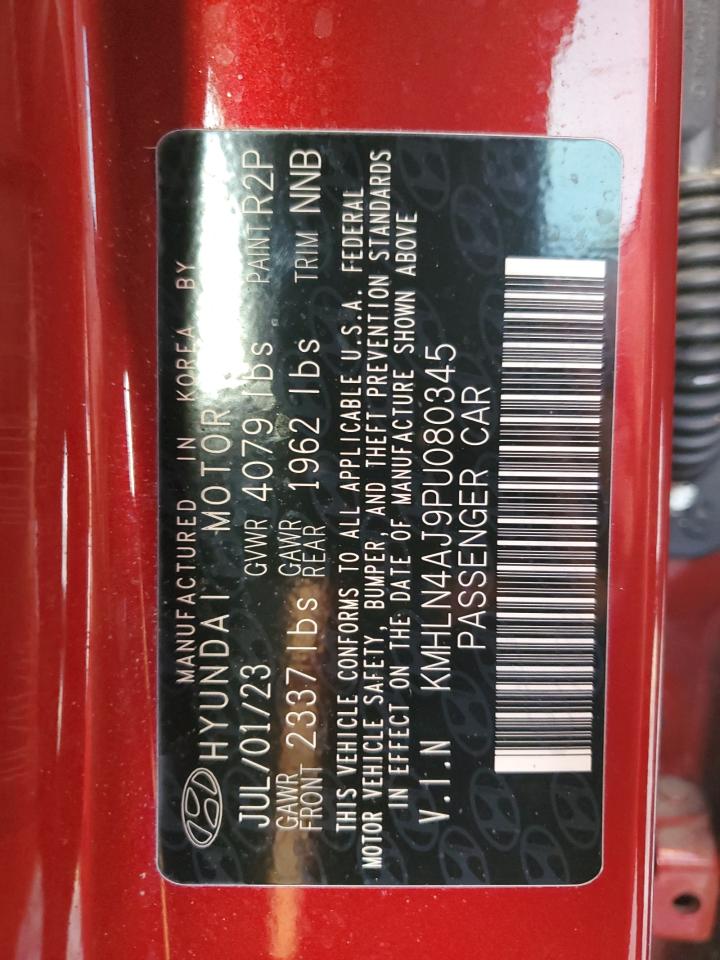 MANUFACTURED IN KOREA BY
HYUNDAI MOTOR
JUL/01/23 GVWR 4079 lbs PAINT R2P
GAWR FRONT 2337 lbs GAWR REAR 1962 lbs TRIM NNB
THIS VEHICLE CONFORMS TO ALL APPLICABLE U.S.A. FEDERAL
MOTOR VEHICLE SAFETY, BUMPER, AND THEFT PREVENTION STANDARDS
IN EFFECT ON THE DATE OF MANUFACTURE SHOWN ABOVE
V.I.N KMHLN4AJ9PU080345
PASSENGER CAR